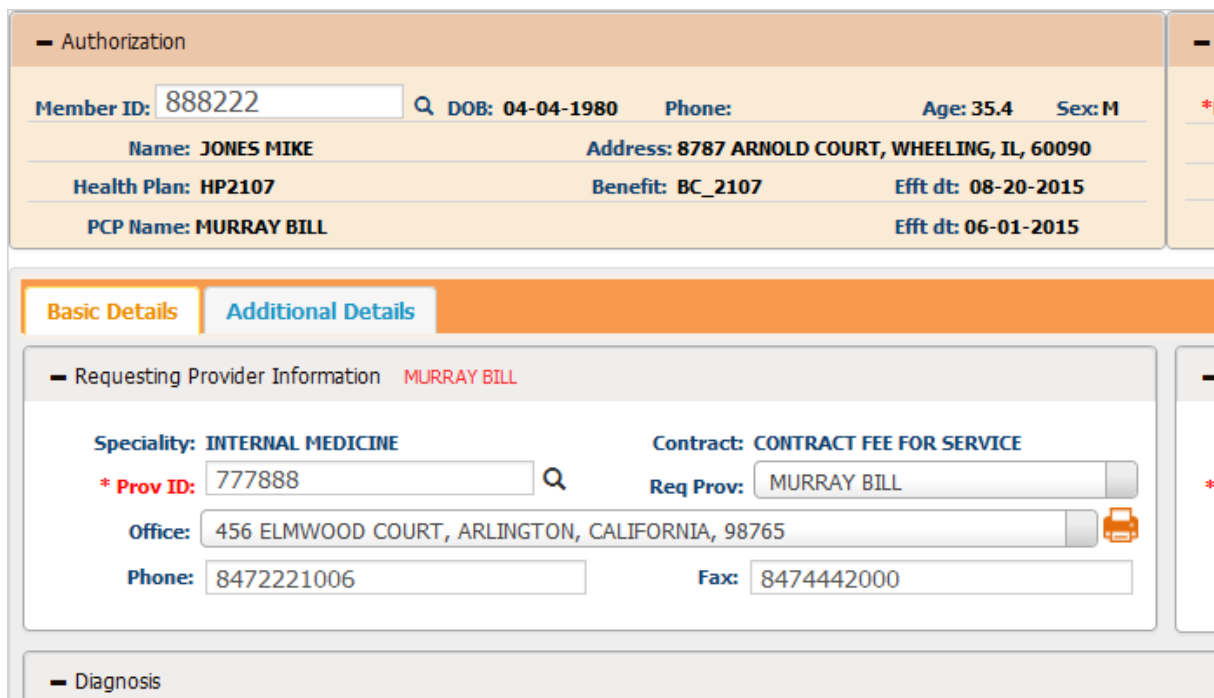 Authorization
Member ID: 888222 DOB: 04-04-1980 Phone: Age: 35.4 Sex: M
Name: JONES MIKE Address: 8787 ARNOLD COURT, WHEELING, IL, 60090
Health Plan: HP2107 Benefit: BC_2107 Efft dt: 08-20-2015
PCP Name: MURRAY BILL Efft dt: 06-01-2015
Basic Details Additional Details
Requesting Provider Information MURRAY BILL
Speciality: INTERNAL MEDICINE Contract: CONTRACT FEE FOR SERVICE
* Prov ID: 777888 Req Prov: MURRAY BILL
Office: 456 ELMWOOD COURT, ARLINGTON, CALIFORNIA, 98765
Phone: 8472221006 Fax: 8474442000
Diagnosis